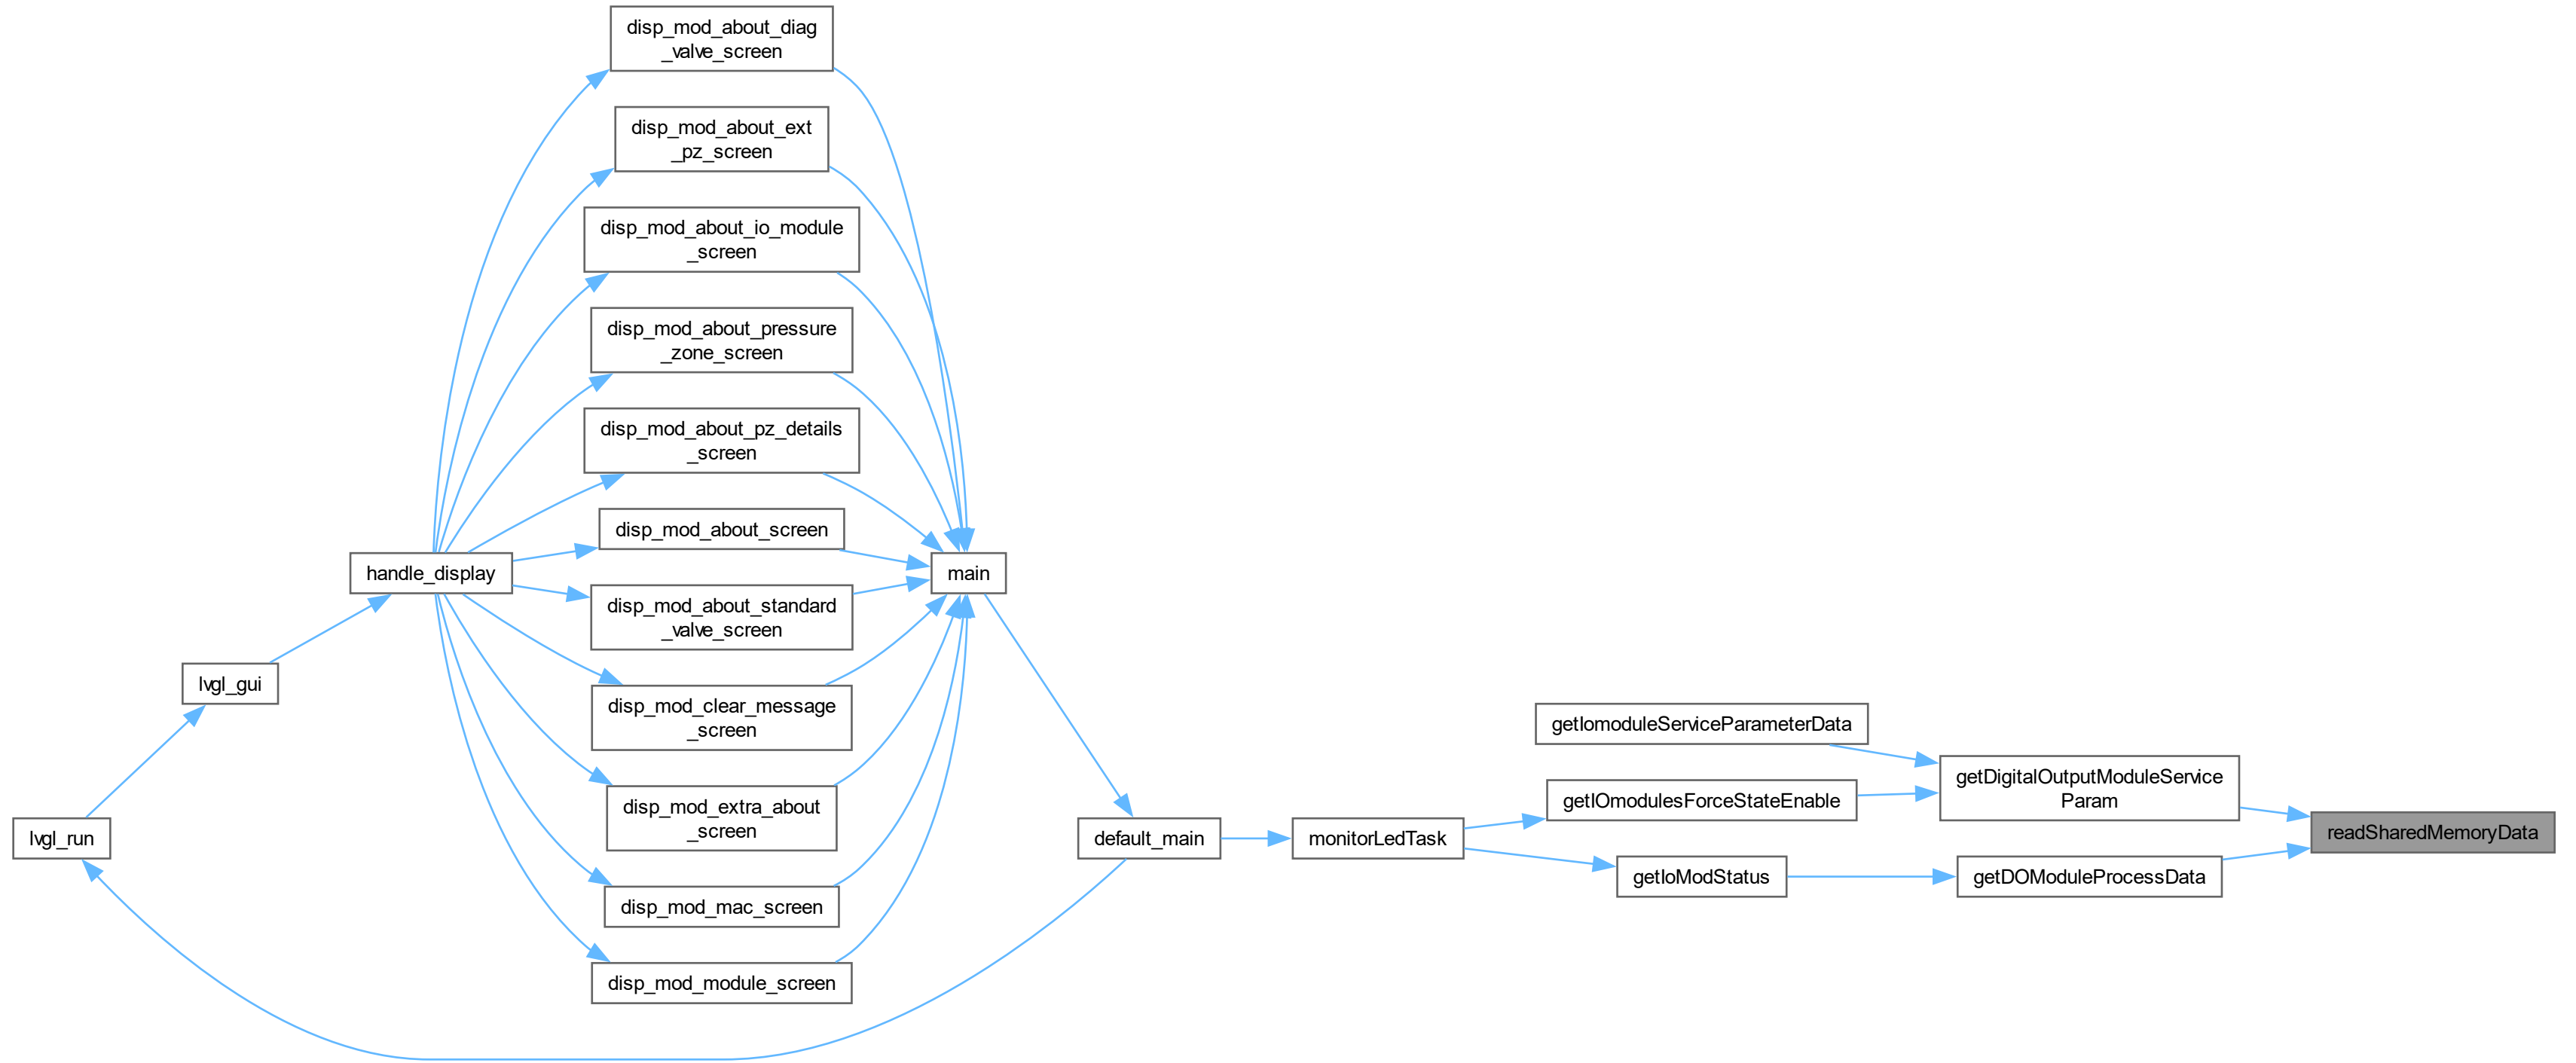 disp_mod_about_diag
_valve_screen
disp_mod_about_ext
_pz_screen
disp_mod_about_io_module
_screen
disp_mod_about_pressure
_zone_screen
disp_mod_about_pz_details
_screen
disp_mod_about_screen
handle_display
main
disp_mod_about_standard
_valve_screen
lvgl_gui
disp_mod_clear_message
_screen
getIomoduleServiceParameterData
getDigitalOutputModuleService
Param
getIOmodulesForceStateEnable
disp_mod_extra_about
_screen
lvgl_run
default_main
monitorLedTask
readSharedMemoryData
getIoModStatus
getDOModuleProcessData
disp_mod_mac_screen
disp_mod_module_screen